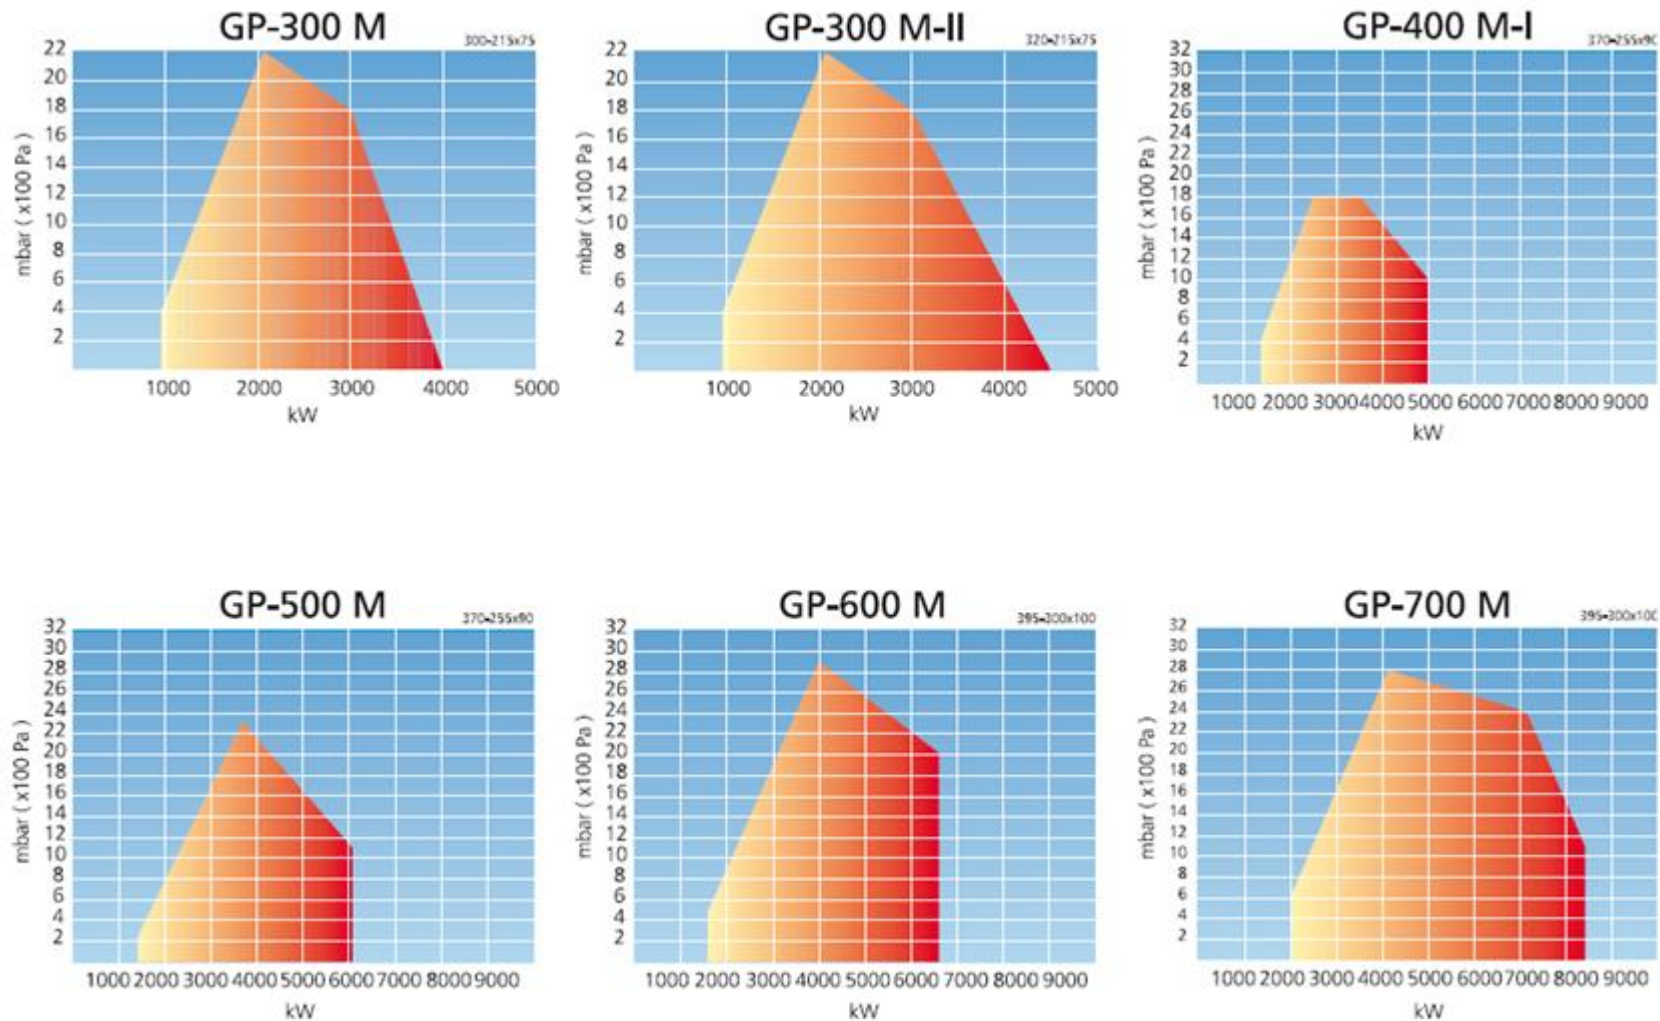 GP-300 M
300-215x75
22
20
18
16
14
12
10
8
6
4
2
mbar ( x100 Pa )
1000 2000 3000 4000 5000
kW
GP-300 M-II
320-215x75
22
20
18
16
14
12
10
8
6
4
2
mbar ( x100 Pa )
1000 2000 3000 4000 5000
kW
GP-400 M-I
370-255x90
32
30
28
26
24
22
20
18
16
14
12
10
8
6
4
2
mbar ( x100 Pa )
1000 2000 3000 4000 5000 6000 7000 8000 9000
kW
GP-500 M
370-255x90
32
30
28
26
24
22
20
18
16
14
12
10
8
6
4
2
mbar ( x100 Pa )
1000 2000 3000 4000 5000 6000 7000 8000 9000
kW
GP-600 M
395-300x100
32
30
28
26
24
22
20
18
16
14
12
10
8
6
4
2
mbar ( x100 Pa )
1000 2000 3000 4000 5000 6000 7000 8000 9000
kW
GP-700 M
395-300x100
32
30
28
26
24
22
20
18
16
14
12
10
8
6
4
2
mbar ( x100 Pa )
1000 2000 3000 4000 5000 6000 7000 8000 9000
kW